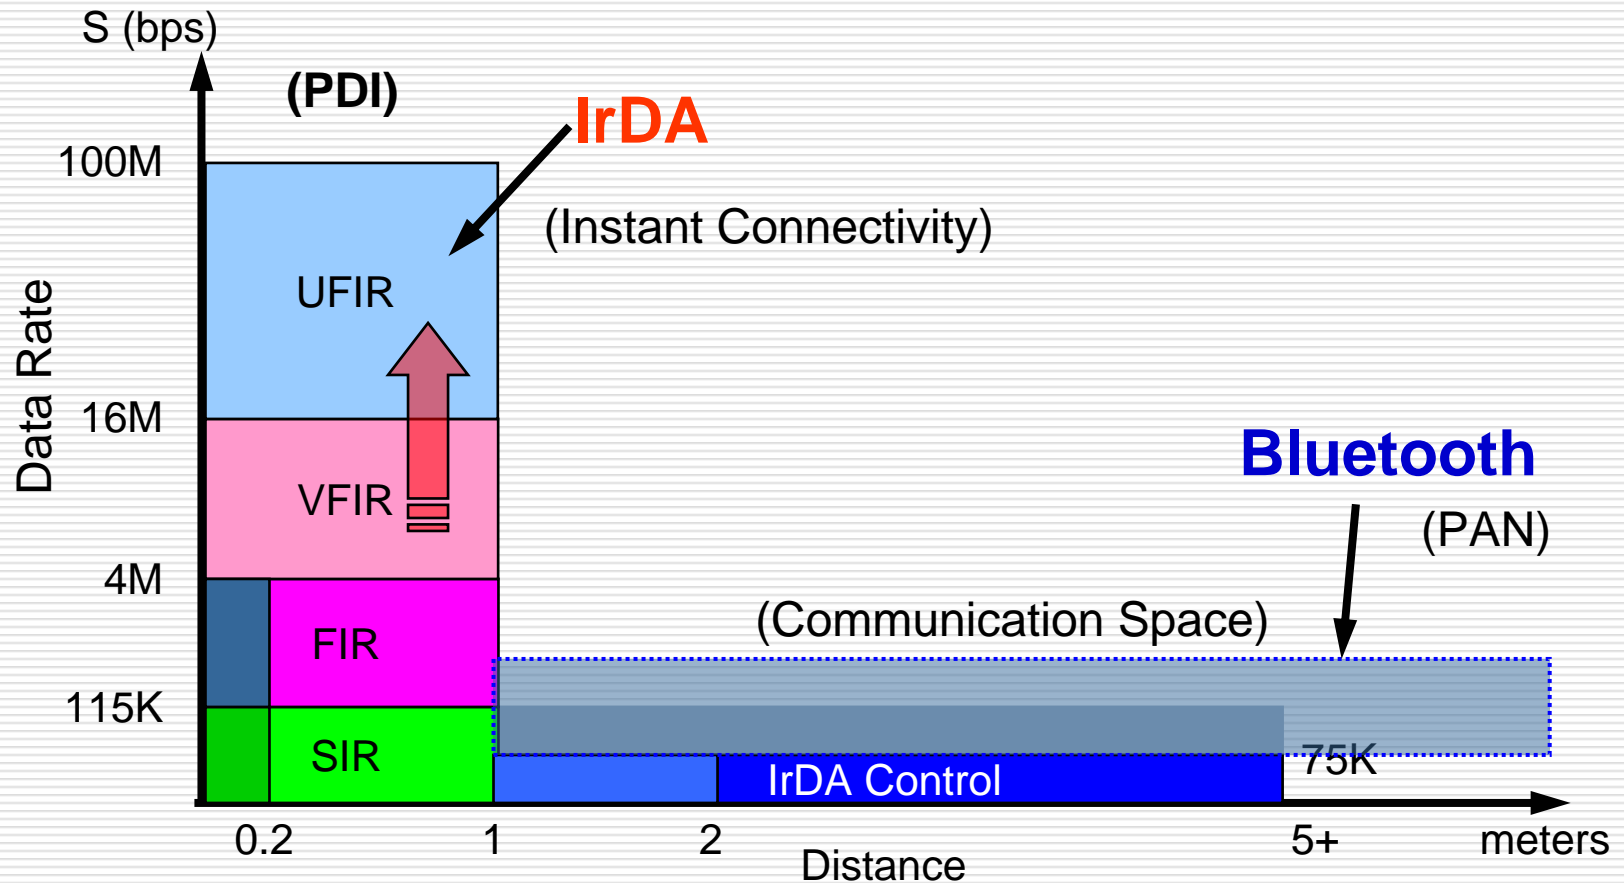 S (bps)
(PDI)
IrDA
100M
(Instant Connectivity)
UFIR
Data Rate
16M
Bluetooth
VFIR
(PAN)
4M
(Communication Space)
FIR
115K
SIR
75K
IrDA Control
0.2
1
2
5+
meters
Distance